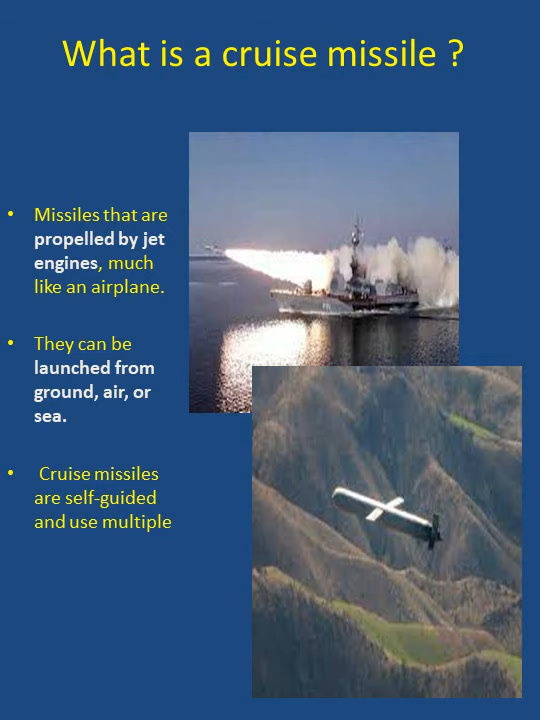 What is a cruise missile ?
• Missiles that are
propelled by jet
engines, much
like an airplane.
• They can be
launched from
ground, air, or
sea.
• Cruise missiles
are self-guided
and use multiple